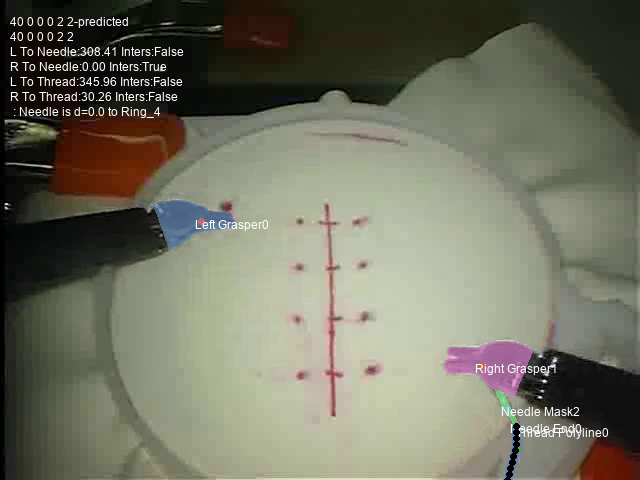 40 0 0 0 2 2-predicted
40 0 0 0 2 2
L To Needle:308.41 Inters:False
R To Needle:0.00 Inters:True
L To Thread:345.96 Inters:False
R To Thread:30.26 Inters:False
: Needle is d=0.0 to Ring_4
Left Grasper0
Right Grasper1
Needle Mask2
Needle End0
Thread Polyline0